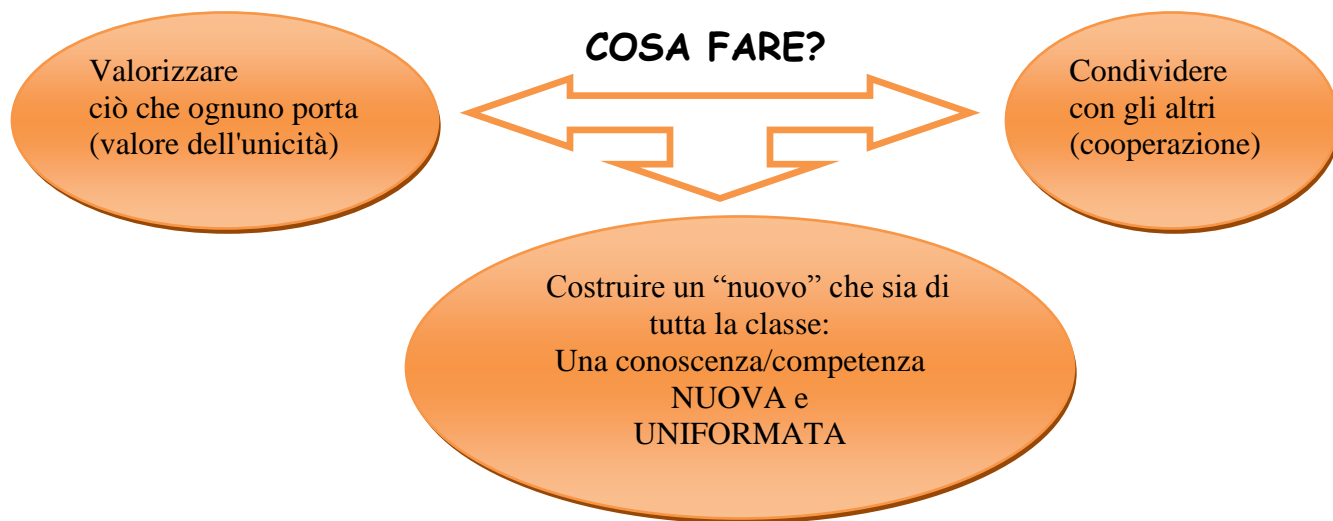 COSA FARE?
Valorizzare
ciò che ognuno porta
(valore dell'unicità)
Condividere
con gli altri
(cooperazione)
Costruire un “nuovo” che sia di
tutta la classe:
Una conoscenza/competenza
NUOVA e
UNIFORMATA